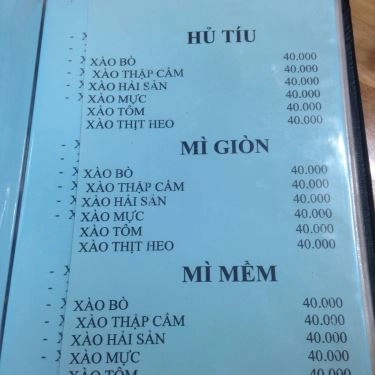 HỦ TÍU
- XÀO BÒ 40.000
- XÀO THẬP CẨM 40.000
- XÀO HẢI SẢN 40.000
- XÀO MỰC 40.000
XÀO TÔM 40.000
XÀO THỊT HEO 40.000
MÌ GIÒN
- XÀO BÒ 40.000
- XÀO THẬP CẨM 40.000
- XÀO HẢI SẢN 40.000
- XÀO MỰC 40.000
XÀO TÔM 40.000
XÀO THỊT HEO 40.000
MÌ MỀM
- XÀO BÒ 40.000
- XÀO THẬP CẨM 40.000
- XÀO HẢI SẢN 40.000
- XÀO MỰC 40.000
XÀO TÔM 40.000